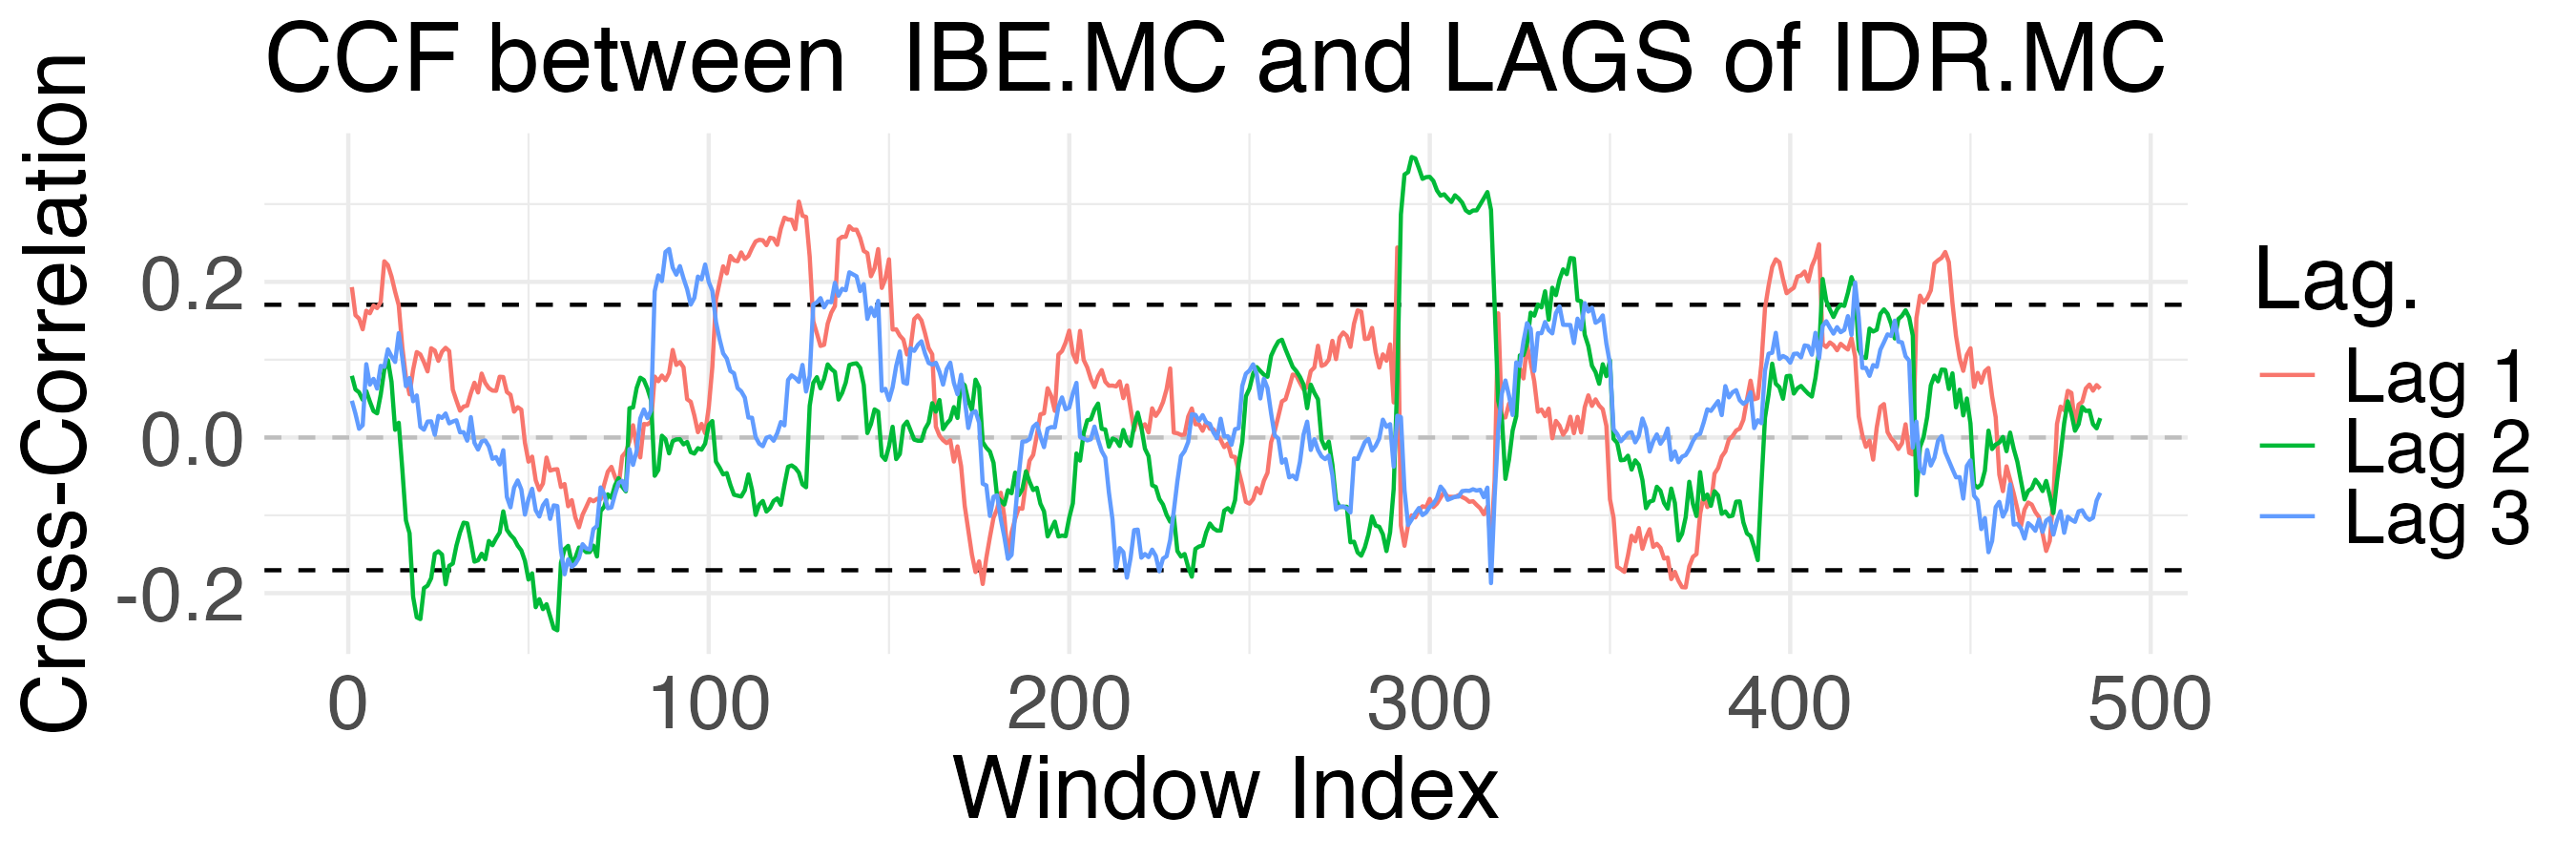 CCF between IBE.MC and LAGS of IDR.MC
Cross-Correlation
0.2
0.0
-0.2
0 100 200 300 400 500
Window Index
Lag.
Lag 1
Lag 2
Lag 3